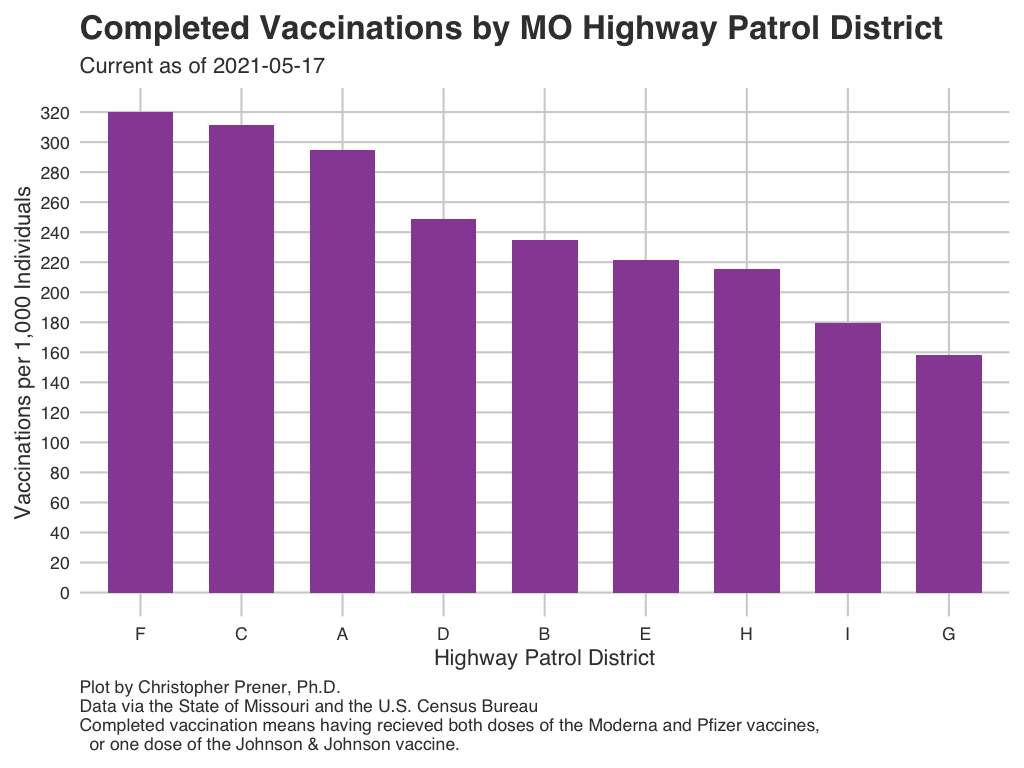 Completed Vaccinations by MO Highway Patrol District
Current as of 2021-05-17
Vaccinations per 1,000 Individuals
320
300
280
260
240
220
200
180
160
140
120
100
80
60
40
20
0
F C A D B E H I G
Highway Patrol District
Plot by Christopher Prener, Ph.D.
Data via the State of Missouri and the U.S. Census Bureau
Completed vaccination means having recieved both doses of the Moderna and Pfizer vaccines,
or one dose of the Johnson & Johnson vaccine.